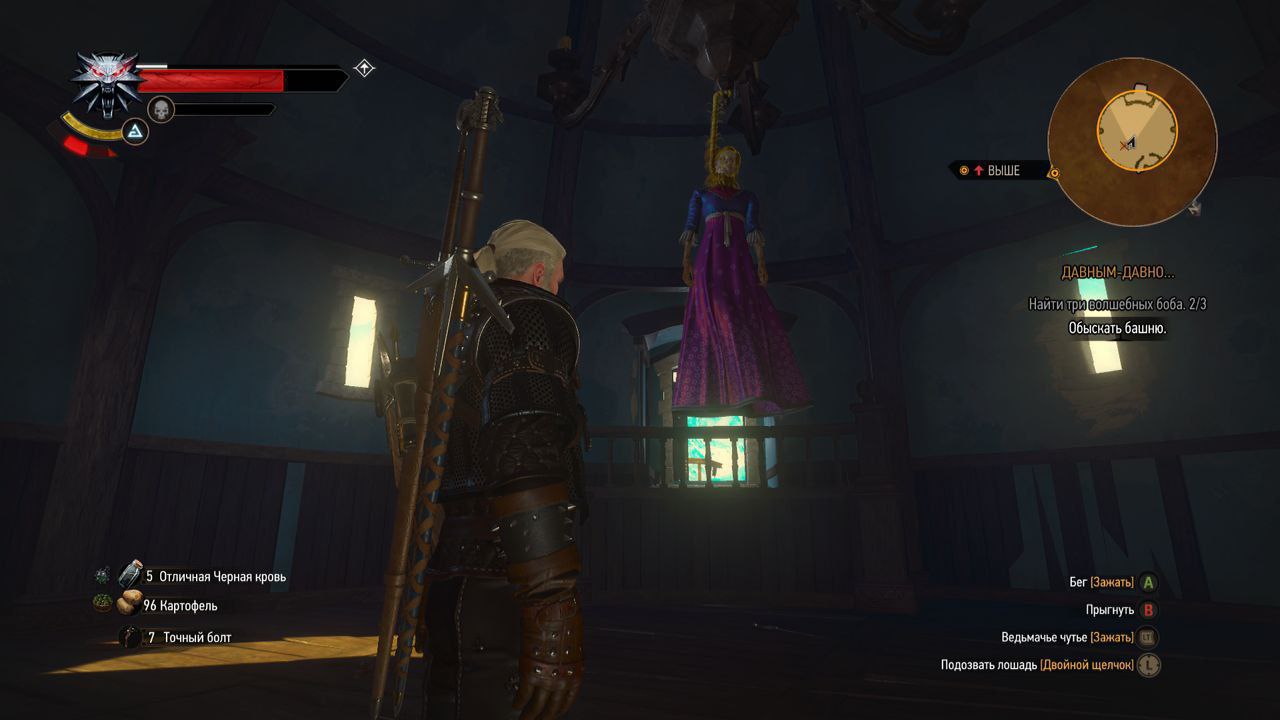 ВЫШЕ
ДАВНЫМ-ДАВНО...
Найти три волшебных боба. 2/3
Обыскать башню.
5 Отличная Черная кровь
96 Картофель
7 Точный болт
Бег [Зажать] A
Прыгнуть B
Ведьмачье чутье [Зажать] LT
Подозвать лошадь [Двойной щелчок] L